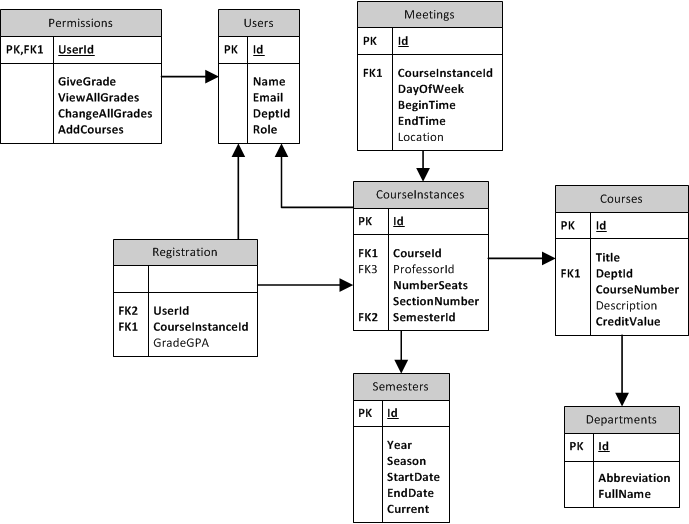 Permissions
PK,FK1 UserId
GiveGrade
ViewAllGrades
ChangeAllGrades
AddCourses
Users
PK Id
Name
Email
DeptId
Role
Meetings
PK Id
FK1 CourseInstanceId
DayOfWeek
BeginTime
EndTime
Location
CourseInstances
PK Id
FK1 CourseId
FK3 ProfessorId
NumberSeats
SectionNumber
FK2 SemesterId
Courses
PK Id
Title
FK1 DeptId
CourseNumber
Description
CreditValue
Registration
FK2 UserId
FK1 CourseInstanceId
GradeGPA
Semesters
PK Id
Year
Season
StartDate
EndDate
Current
Departments
PK Id
Abbreviation
FullName